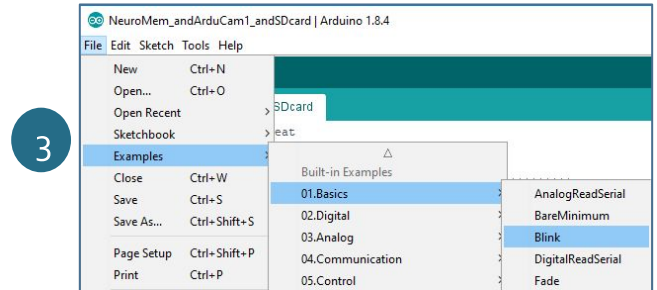 NeuroMem_andArduCam1_andSDcard | Arduino 1.8.4
File Edit Sketch Tools Help
New Ctrl+N
Open... Ctrl+O
Open Recent
Sketchbook
Examples
Close Ctrl+W
Save Ctrl+S
Save As... Ctrl+Shift+S
Page Setup Ctrl+Shift+P
Print Ctrl+P
SDcard
eat
Built-in Examples
01.Basics
02.Digital
03.Analog
04.Communication
05.Control
AnalogReadSerial
BareMinimum
Blink
DigitalReadSerial
Fade
3